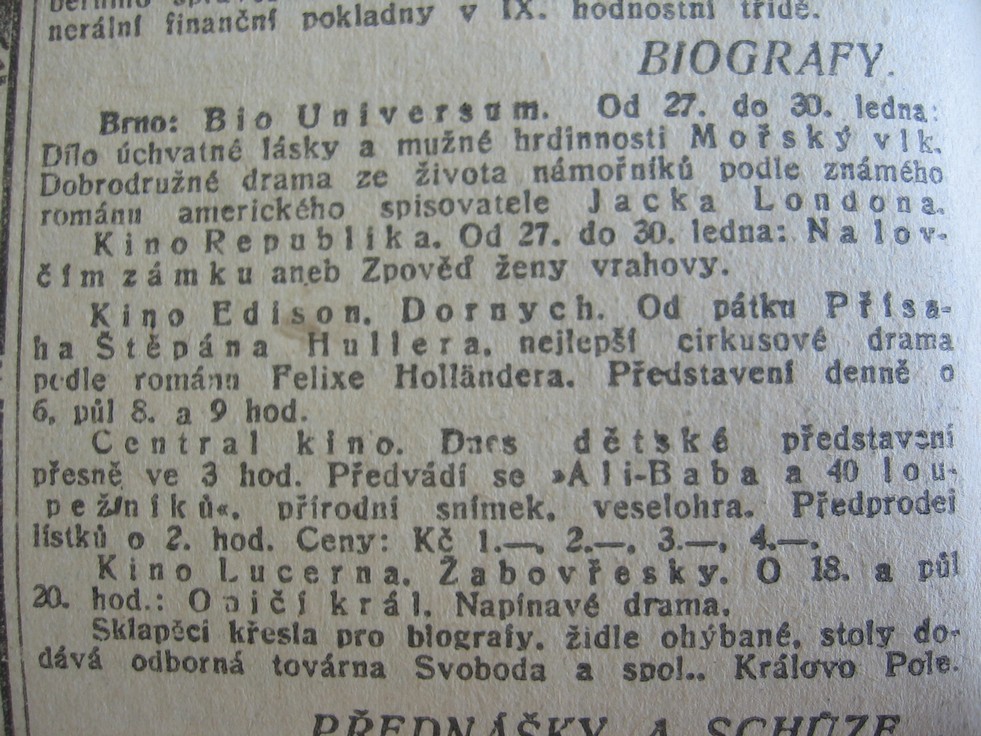 nerální finanční pokladny v IX. hodnostní třídě.
BIOGRAFY.
Brno: Bio Universum. Od 27. do 30. ledna:
Dílo úchvatné lásky a mužné hrdinnosti Mořský vlk.
Dobrodružné drama ze života námořníků podle známého
románu amerického spisovatele Jacka Londona.
Kino Republika. Od 27. do 30. ledna: Na lov-
čím zámku aneb Zpověď ženy vrahovy.
Kino Edison. Dornych. Od pátku Přísa-
ha Štěpána Hullera, nejlepší cirkusové drama
podle románu Felixe Holländera. Představení denně o
6, půl 8. a 9 hod.
Central kino. Dnes dětské představení
přesně ve 3 hod. Předvádí se »Ali-Baba a 40 lou-
pežníků«, přírodní snímek, veselohra. Předprodej
lístků o 2. hod. Ceny: Kč 1.—, 2.—, 3.—, 4.—.
Kino Lucerna. Žabovřesky. O 18. a půl
20. hod.: Opičí král. Napínavé drama.
Sklápěcí křesla pro biografy, židle ohýbané, stoly do-
dává odborná továrna Svoboda a spol.. Královo Pole.
PŘEDNÁŠKY A SCHŮZE